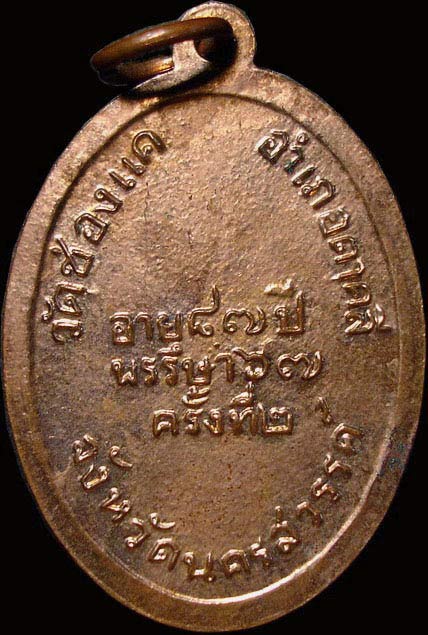 วัดช่องแค
อำเภอตาคลี
อายุ๘๗ปี
พรรษา๖๗
ครั้งที่๒
จังหวัดนครสวรรค์